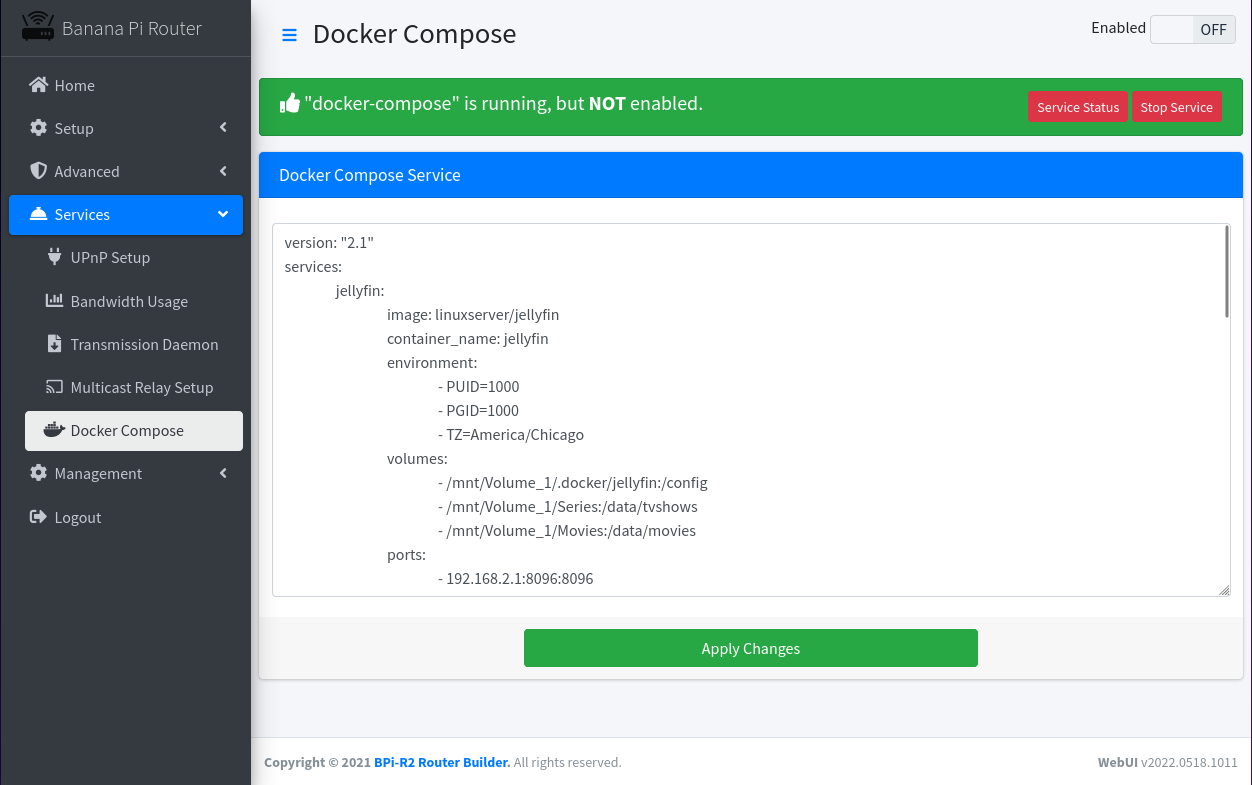 Banana Pi Router
Home
Setup
Advanced
Services
UPnP Setup
Bandwidth Usage
Transmission Daemon
Multicast Relay Setup
Docker Compose
Management
Logout
Docker Compose
Enabled OFF
"docker-compose" is running, but NOT enabled.
Service Status Stop Service
Docker Compose Service
version: "2.1"
services:
jellyfin:
image: linuxserver/jellyfin
container_name: jellyfin
environment:
- PUID=1000
- PGID=1000
- TZ=America/Chicago
volumes:
- /mnt/Volume_1/.docker/jellyfin:/config
- /mnt/Volume_1/Series:/data/tvshows
- /mnt/Volume_1/Movies:/data/movies
ports:
- 192.168.2.1:8096:8096
Apply Changes
Copyright © 2021 BPi-R2 Router Builder. All rights reserved.
WebUI v2022.0518.1011